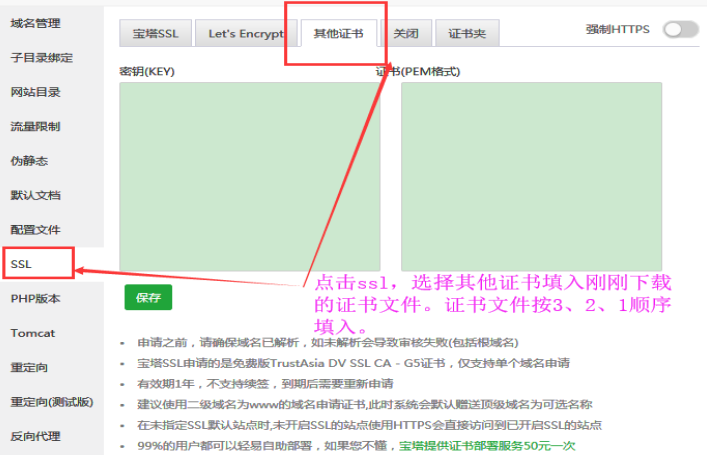 域名管理
子目录绑定
网站目录
流量限制
伪静态
默认文档
配置文件
SSL
PHP版本
Tomcat
重定向
重定向(测试版)
反向代理
宝塔SSL
Let's Encrypt
其他证书
关闭
证书夹
强制HTTPS
密钥(KEY)
证书(PEM格式)
点击ssl，选择其他证书填入刚刚下载
的证书文件。证书文件按3、2、1顺序
填入。
保存
申请之前，请确保域名已解析，如未解析会导致审核失败(包括根域名)
宝塔SSL申请的是免费版TrustAsia DV SSL CA - G5证书，仅支持单个域名申请
有效期1年，不支持续签，到期后需要重新申请
建议使用二级域名为www的域名申请证书,此时系统会默认赠送顶级域名为可选名称
在未指定SSL默认站点时,未开启SSL的站点使用HTTPS会直接访问到已开启SSL的站点
99%的用户都可以轻易自助部署，如果您不懂，宝塔提供证书部署服务50元一次